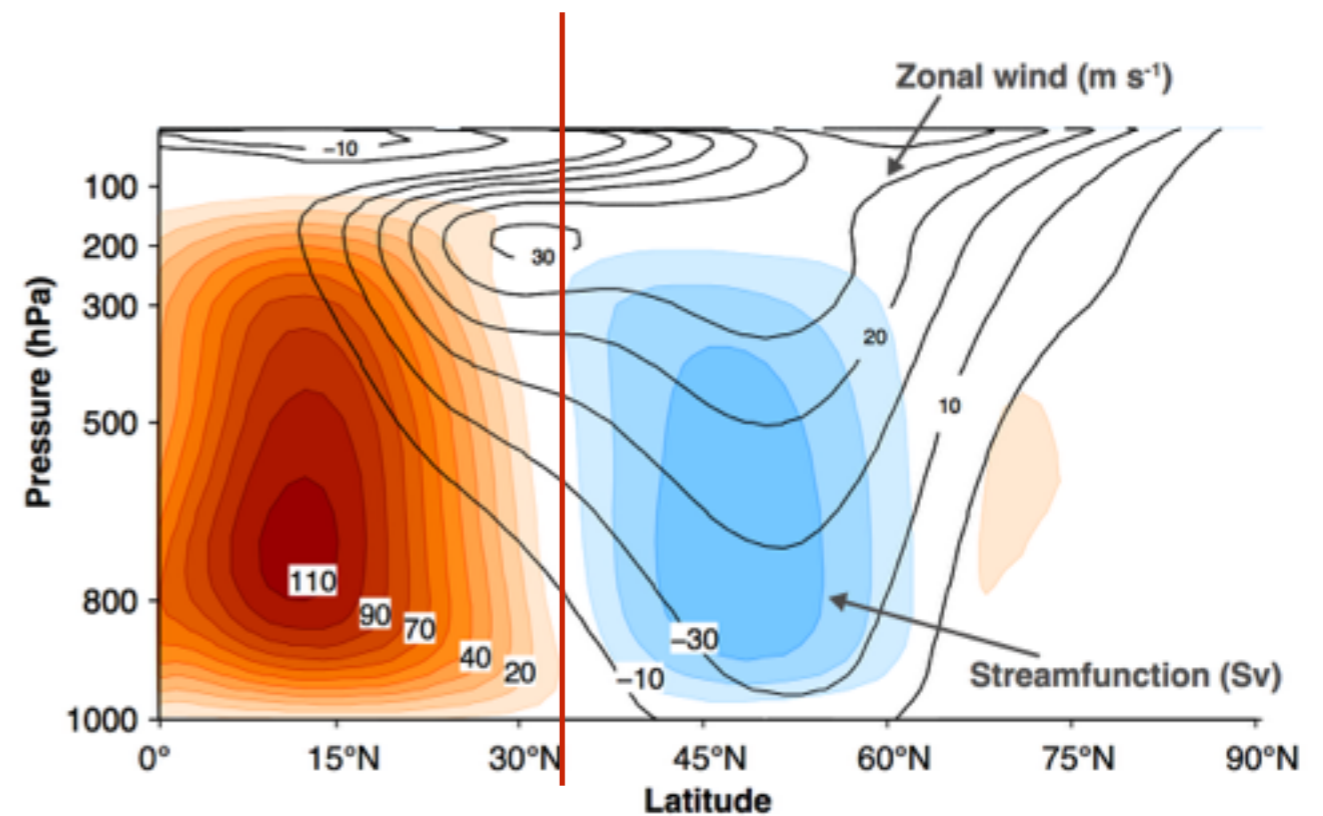 Zonal wind (m s-1)
−10
100
200
30
300
20
10
500
110
800
90
70
−30
40
20
−10
Streamfunction (Sv)
1000
0°
15°N
30°N
45°N
60°N
75°N
90°N
Latitude
Pressure (hPa)